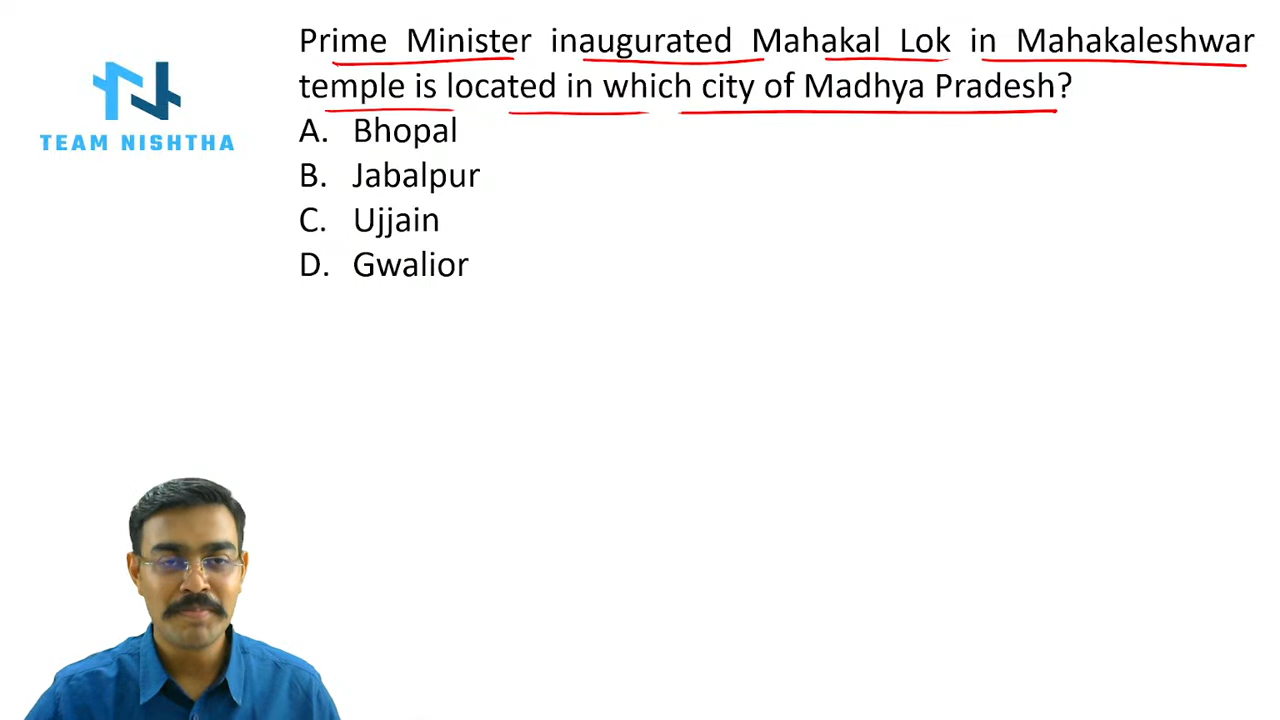 Prime Minister inaugurated Mahakal Lok in Mahakaleshwar
temple is located in which city of Madhya Pradesh?
A. Bhopal
B. Jabalpur
C. Ujjain
D. Gwalior
TEAM NISHTHA